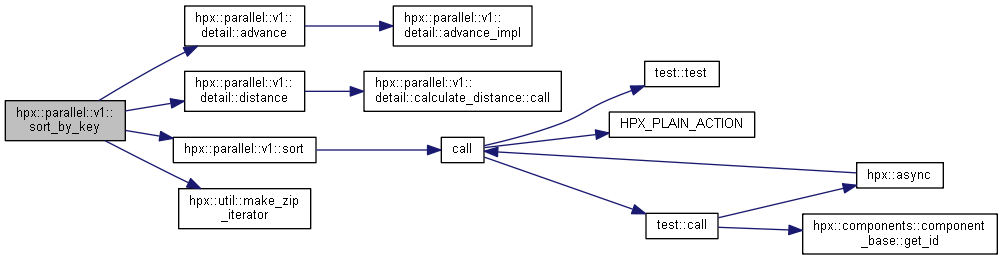 hpx::parallel::v1::
sort_by_key
hpx::parallel::v1::
detail::advance
hpx::parallel::v1::
detail::advance_impl
hpx::parallel::v1::
detail::distance
hpx::parallel::v1::
detail::calculate_distance::call
hpx::parallel::v1::sort
call
test::test
HPX_PLAIN_ACTION
test::call
hpx::async
hpx::components::component
_base::get_id
hpx::util::make_zip
_iterator